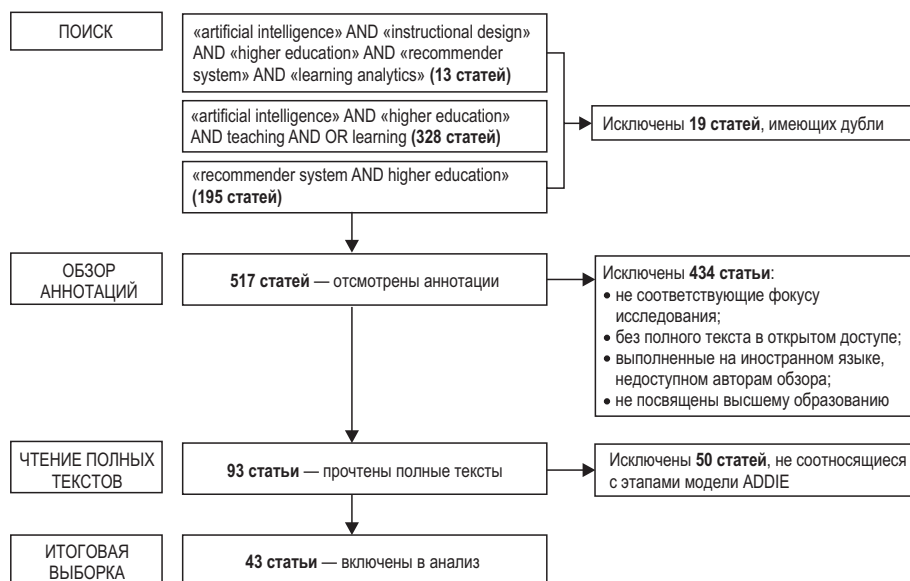 ПОИСК
«artificial intelligence» AND «instructional design»
AND «higher education» AND «recommender
system» AND «learning analytics» (13 статей)
«artificial intelligence» AND «higher education»
AND teaching AND OR learning (328 статей)
«recommender system AND higher education»
(195 статей)
Исключены 19 статей, имеющих дубли
ОБЗОР
АННОТАЦИЙ
517 статей — отсмотрены аннотации
Исключены 434 статьи:
• не соответствующие фокусу
исследования;
• без полного текста в открытом доступе;
• выполненные на иностранном языке,
недоступном авторам обзора;
• не посвящены высшему образованию
ЧТЕНИЕ ПОЛНЫХ
ТЕКСТОВ
93 статьи — прочтены полные тексты
Исключены 50 статей, не соотносящиеся
с этапами модели ADDIE
ИТОГОВАЯ
ВЫБОРКА
43 статьи — включены в анализ